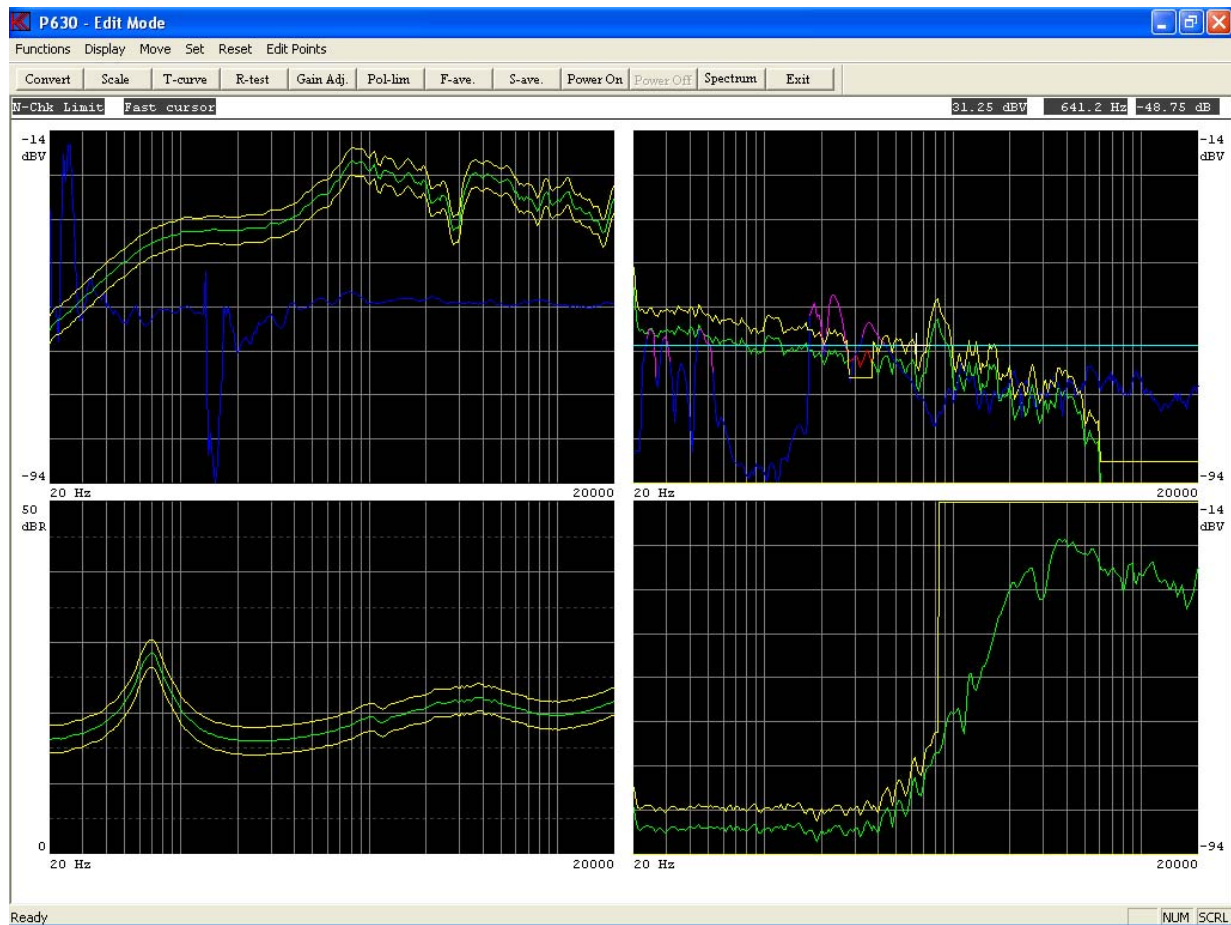 P630 - Edit Mode
Functions Display Move Set Reset Edit Points
Convert Scale T-curve R-test Gain Adj. Pol-lim F-ave. S-ave. Power On Power Off Spectrum Exit
N-Chk Limit Fast cursor 31.25 dBV 641.2 Hz -48.75 dB
-14 -14
dBV dBV
-94 -94
20 Hz 20000 20 Hz 20000
50 -14
dBR dBV
0 -94
20 Hz 20000 20 Hz 20000
Ready NUM SCRL